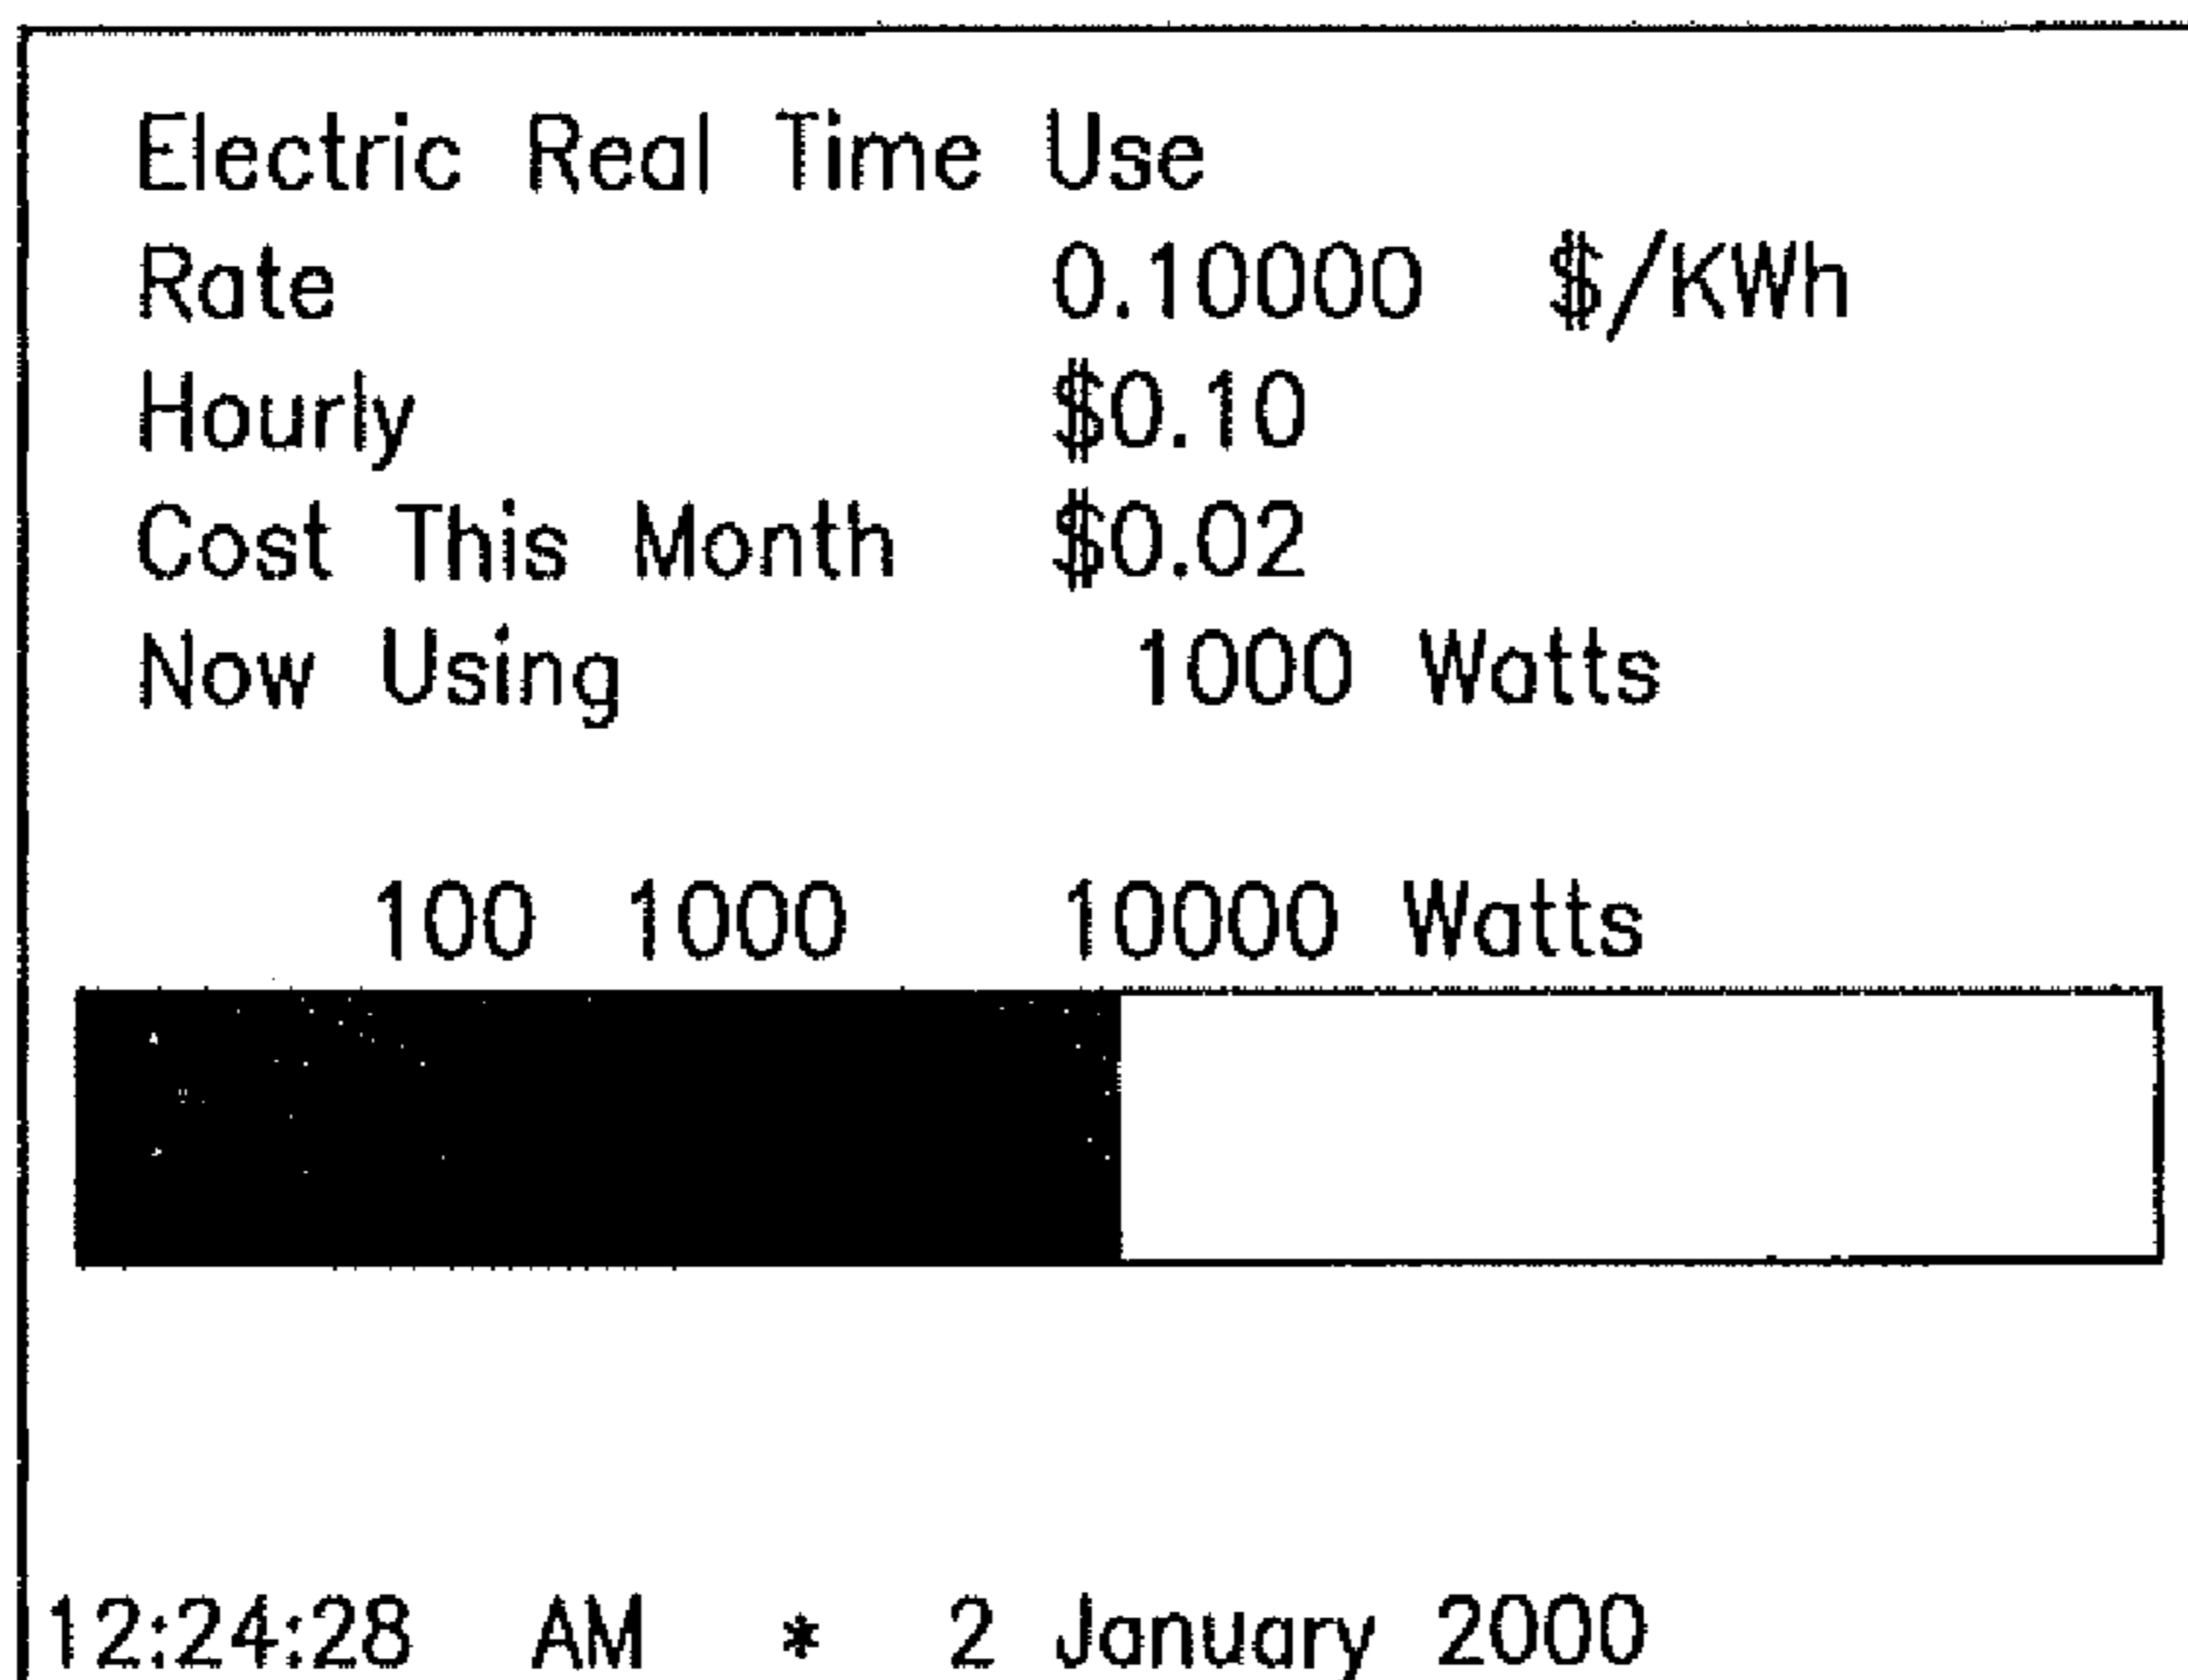 Electric Real Time Use
Rate 0.10000 $/KWh
Hourly $0.10
Cost This Month $0.02
Now Using 1000 Watts
100 1000 10000 Watts
12:24:28 AM * 2 January 2000